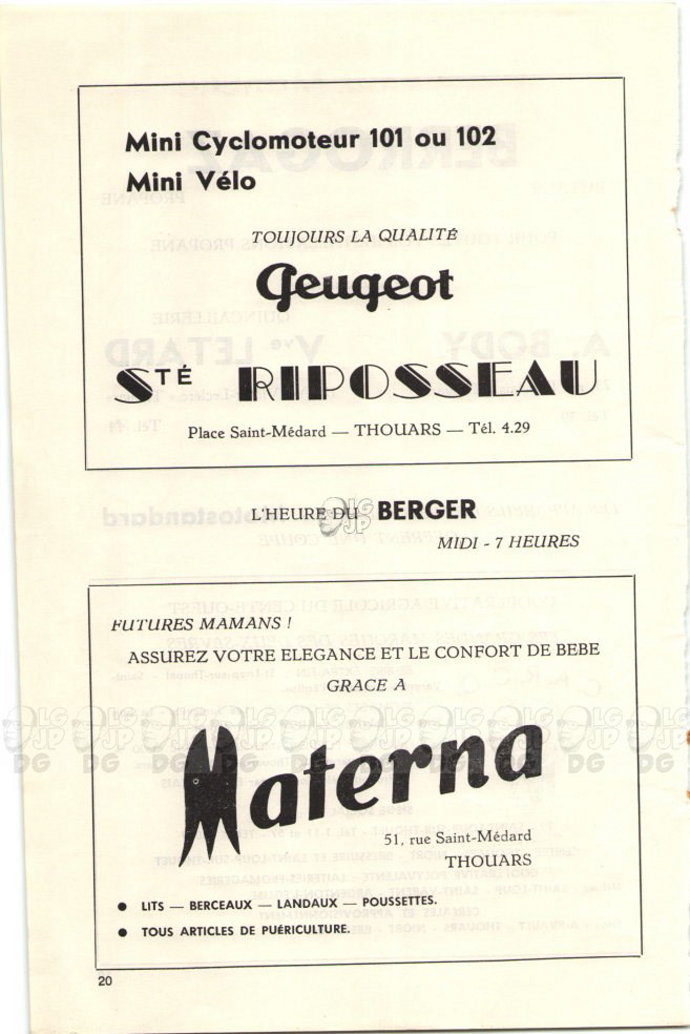 Mini Cyclomoteur 101 ou 102
Mini Vélo
TOUJOURS LA QUALITÉ
Peugeot
STÉ RIPOSSEAU
Place Saint-Médard — THOUARS — Tél. 4.29
L'HEURE DU BERGER
MIDI - 7 HEURES
FUTURES MAMANS !
ASSUREZ VOTRE ELEGANCE ET LE CONFORT DE BEBE
GRACE A
Materna
51, rue Saint-Médard
THOUARS
● LITS — BERCEAUX — LANDAUX — POUSSETTES.
● TOUS ARTICLES DE PUÉRICULTURE.
20